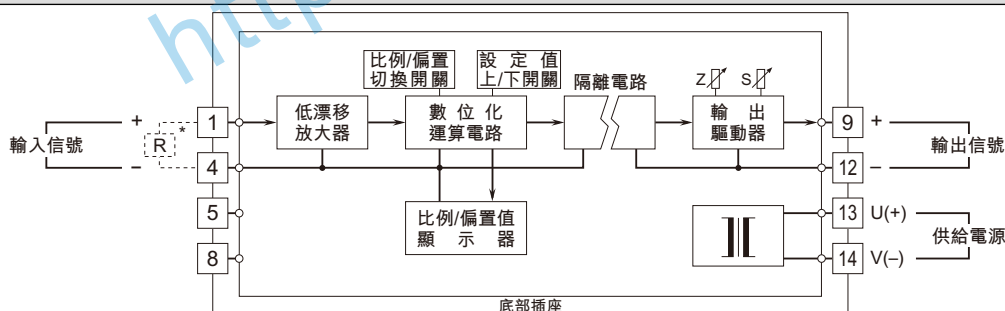 http
比例/偏置
切換開關
設定值
上/下開關
隔離電路
Z
S
輸入信號
+
–
R
*
1
4
5
8
低漂移
放大器
數位化
運算電路
輸出
驅動器
比例/偏置值
顯示器
9
+
12
–
輸出信號
13
U(+)
14
V(–)
供給電源
底部插座